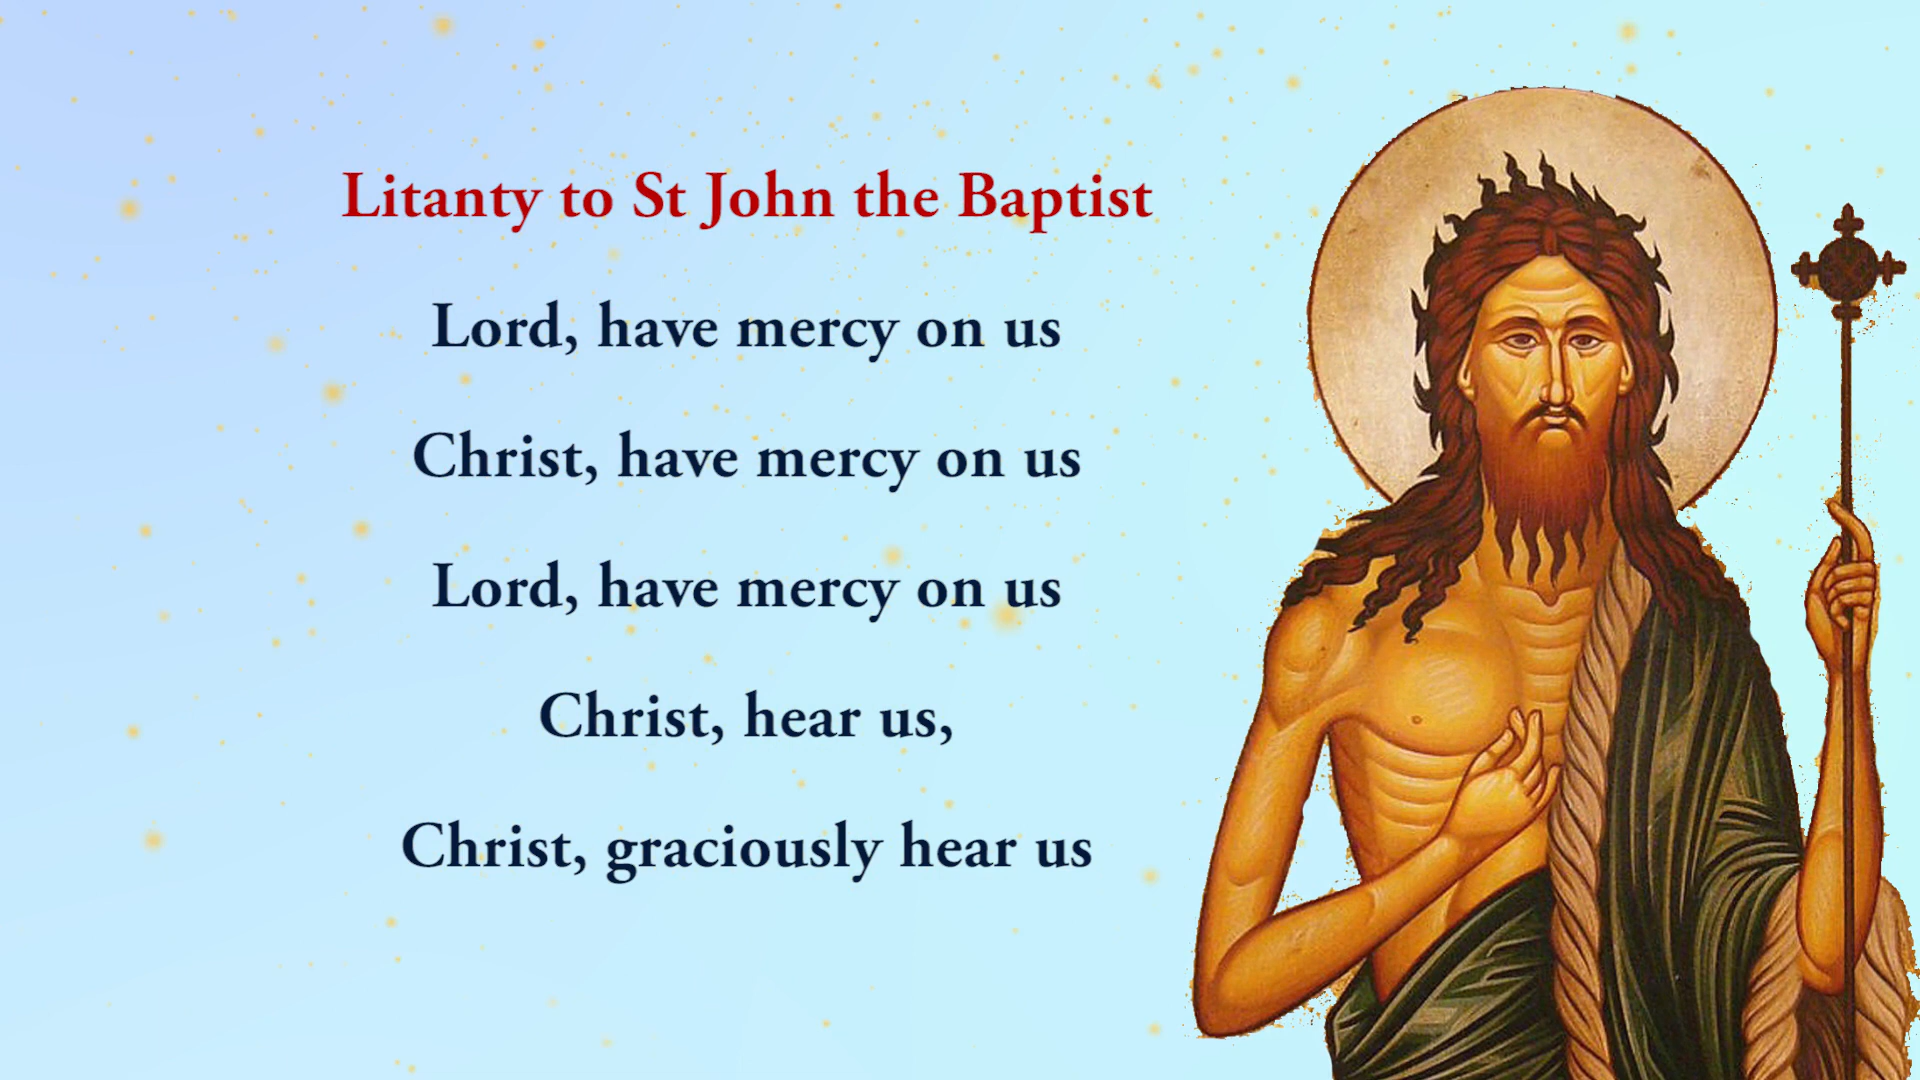 Litanty to St John the Baptist
Lord, have mercy on us
Christ, have mercy on us
Lord, have mercy on us
Christ, hear us,
Christ, graciously hear us